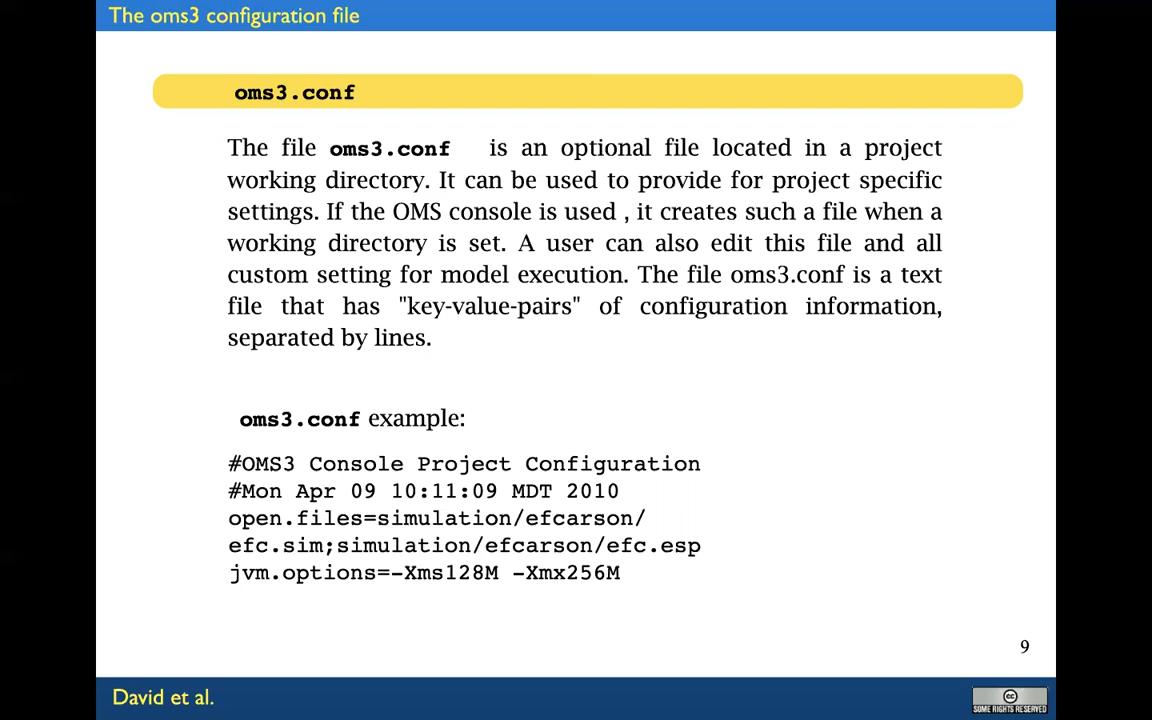 The oms3 configuration file
oms3.conf
The file oms3.conf is an optional file located in a project
working directory. It can be used to provide for project specific
settings. If the OMS console is used , it creates such a file when a
working directory is set. A user can also edit this file and all
custom setting for model execution. The file oms3.conf is a text
file that has "key-value-pairs" of configuration information,
separated by lines.
oms3.conf example:
#OMS3 Console Project Configuration
#Mon Apr 09 10:11:09 MDT 2010
open.files=simulation/efcarson/
efc.sim;simulation/efcarson/efc.esp
jvm.options=-Xms128M -Xmx256M
9
David et al.
cc
SOME RIGHTS RESERVED